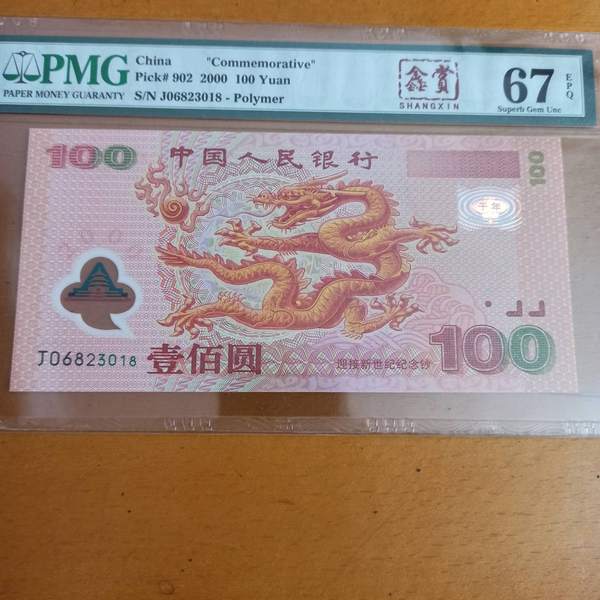 PMG
PAPER MONEY GUARANTY
China "Commemorative"
Pick# 902 2000 100 Yuan
S/N J06823018 - Polymer
鑫赏
SHANGXIN
67
EPQ
Superb Gem Unc
100
中国人民银行
100
千年
J06823018
壹佰圆
迎接新世纪纪念钞
100